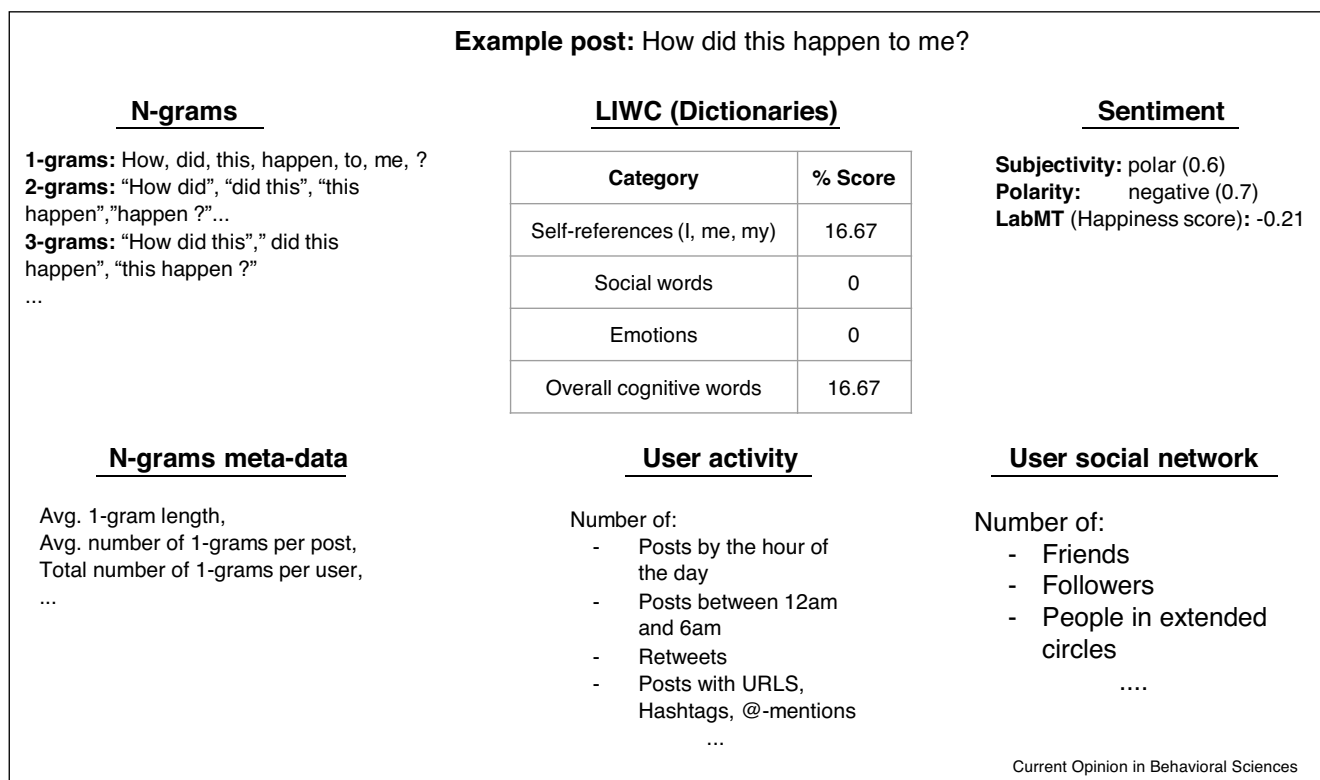 Example post: How did this happen to me?
N-grams
1-grams: How, did, this, happen, to, me, ?
2-grams: “How did”, “did this”, “this
happen”,”happen ?”...
3-grams: “How did this”,” did this
happen”, “this happen ?”
...
LIWC (Dictionaries)
Category % Score
Self-references (I, me, my) 16.67
Social words 0
Emotions 0
Overall cognitive words 16.67
Sentiment
Subjectivity: polar (0.6)
Polarity: negative (0.7)
LabMT (Happiness score): -0.21
N-grams meta-data
Avg. 1-gram length,
Avg. number of 1-grams per post,
Total number of 1-grams per user,
...
User activity
Number of:
- Posts by the hour of
the day
- Posts between 12am
and 6am
- Retweets
- Posts with URLS,
Hashtags, @-mentions
...
User social network
Number of:
- Friends
- Followers
- People in extended
circles
....
Current Opinion in Behavioral Sciences